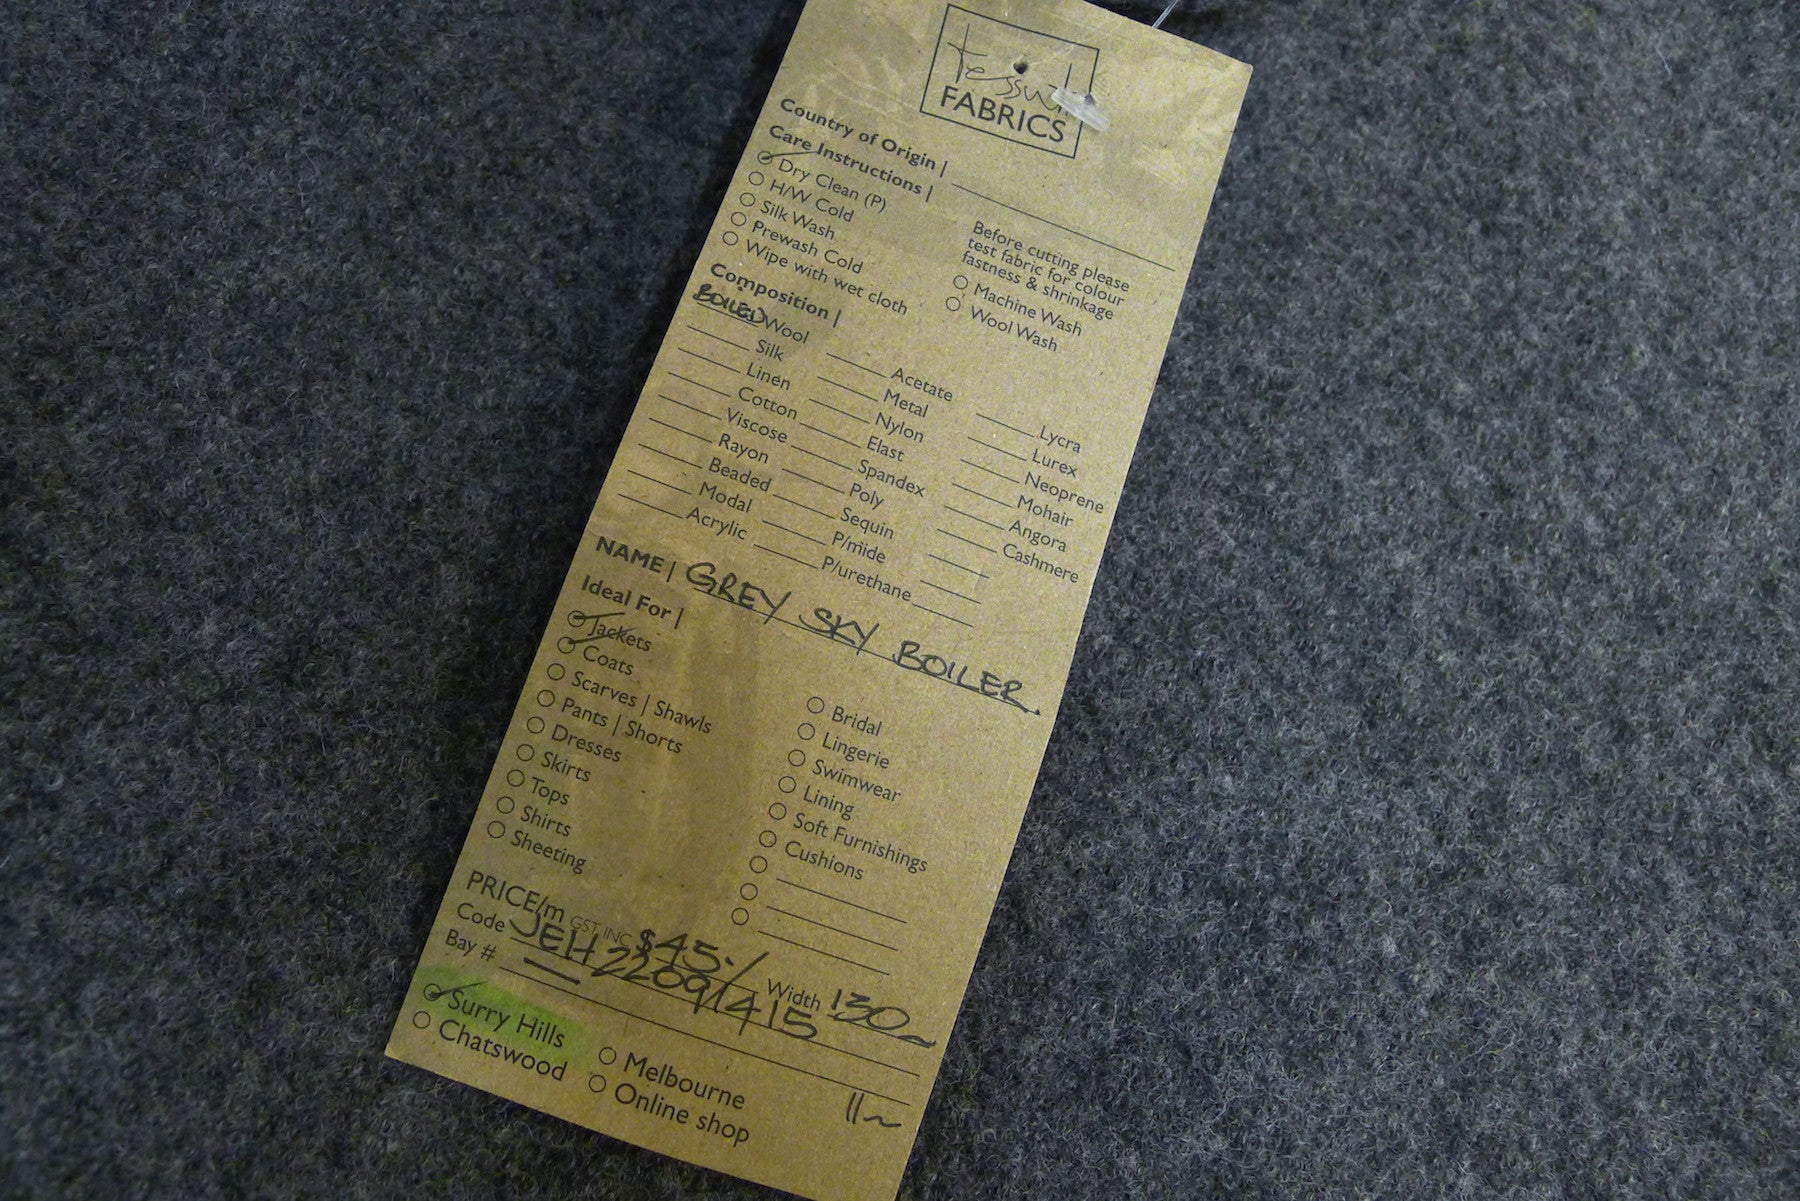 Tessuti
FABRICS
Country of Origin |
Care Instructions |
Dry Clean (P)
H/W Cold
Silk Wash
Prewash Cold
Wipe with wet cloth
Before cutting please
test fabric for colour
fastness & shrinkage
Machine Wash
Wool Wash
Composition |
BOILED Wool
Silk
Linen
Cotton
Viscose
Rayon
Beaded
Modal
Acrylic
Acetate
Metal
Nylon
Elast
Spandex
Poly
Sequin
P/mide
P/urethane
Lycra
Lurex
Neoprene
Mohair
Angora
Cashmere
NAME | GREY SKY BOILER.
Ideal For |
Jackets
Coats
Scarves | Shawls
Pants | Shorts
Dresses
Skirts
Tops
Shirts
Sheeting
Bridal
Lingerie
Swimwear
Lining
Soft Furnishings
Cushions
PRICE/m GST INC $45.-/ Width 130
Code JEH2209/415
Bay # —
Surry Hills
Chatswood
Melbourne
Online shop
11m